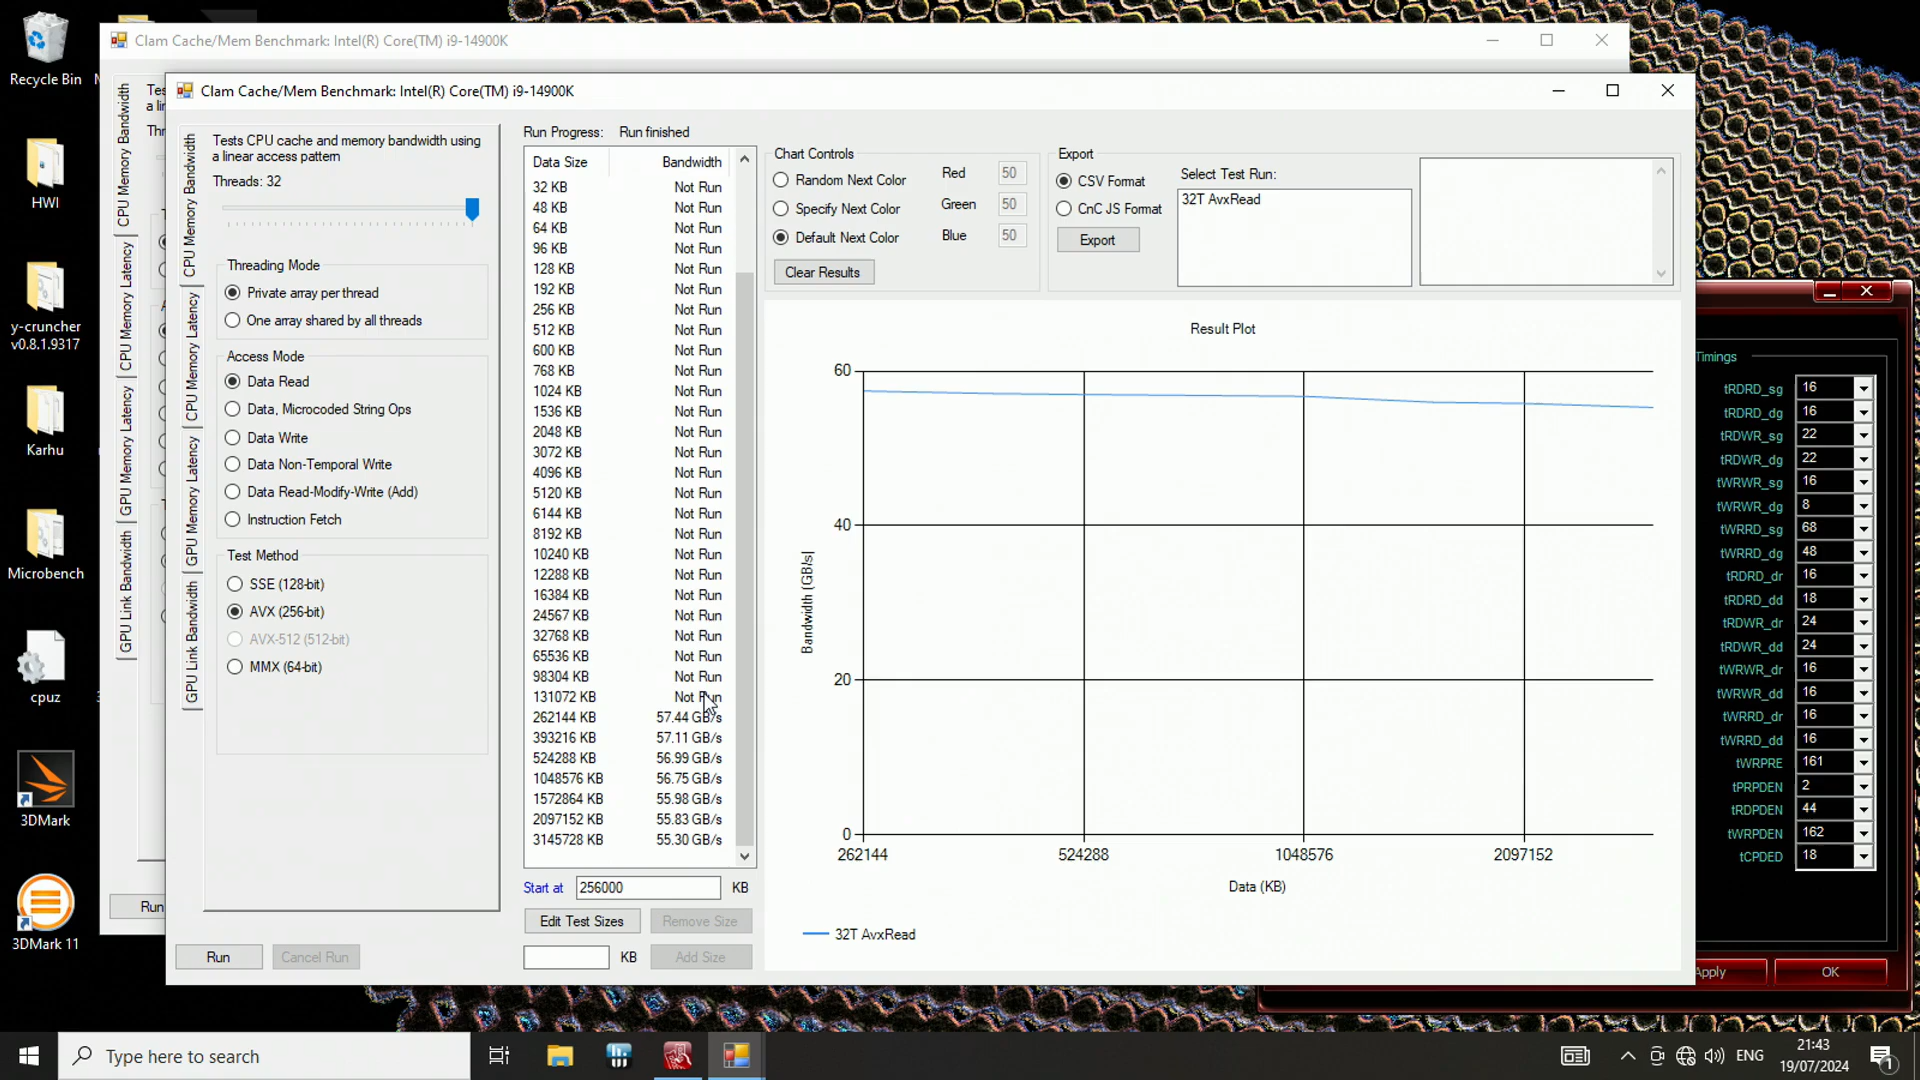 Recycle Bin
HWI
y-cruncher
v0.8.1.9317
Karhu
Microbench
cpuz
3DMark
3DMark 11
Clam Cache/Mem Benchmark: Intel(R) Core(TM) i9-14900K
CPU Memory Bandwidth
CPU Memory Latency
GPU Memory Latency
GPU Link Bandwidth
Run
Clam Cache/Mem Benchmark: Intel(R) Core(TM) i9-14900K
CPU Memory Bandwidth
CPU Memory Latency
GPU Memory Latency
GPU Link Bandwidth
Tests CPU cache and memory bandwidth using
a linear access pattern
Threads: 32
Threading Mode
Private array per thread
One array shared by all threads
Access Mode
Data Read
Data, Microcoded String Ops
Data Write
Data Non-Temporal Write
Data Read-Modify-Write (Add)
Instruction Fetch
Test Method
SSE (128-bit)
AVX (256-bit)
AVX-512 (512-bit)
MMX (64-bit)
Run Cancel Run
Run Progress: Run finished
Data Size Bandwidth
32 KB Not Run
48 KB Not Run
64 KB Not Run
96 KB Not Run
128 KB Not Run
192 KB Not Run
256 KB Not Run
512 KB Not Run
600 KB Not Run
768 KB Not Run
1024 KB Not Run
1536 KB Not Run
2048 KB Not Run
3072 KB Not Run
4096 KB Not Run
5120 KB Not Run
6144 KB Not Run
8192 KB Not Run
10240 KB Not Run
12288 KB Not Run
16384 KB Not Run
24567 KB Not Run
32768 KB Not Run
65536 KB Not Run
98304 KB Not Run
131072 KB Not Run
262144 KB 57.44 GB/s
393216 KB 57.11 GB/s
524288 KB 56.99 GB/s
1048576 KB 56.75 GB/s
1572864 KB 55.98 GB/s
2097152 KB 55.83 GB/s
3145728 KB 55.30 GB/s
Start at 256000 KB
Edit Test Sizes Remove Size
KB Add Size
Chart Controls
Random Next Color Red 50
Specify Next Color Green 50
Default Next Color Blue 50
Clear Results
Export
CSV Format
CnC JS Format
Export
Select Test Run:
32T AvxRead
Result Plot
60
40
20
0
Bandwidth (GB/s)
262144 524288 1048576 2097152
Data (KB)
32T AvxRead
Timings
tRDRD_sg 16
tRDRD_dg 16
tRDWR_sg 22
tRDWR_dg 22
tWRWR_sg 16
tWRWR_dg 8
tWRRD_sg 68
tWRRD_dg 48
tRDRD_dr 16
tRDRD_dd 18
tRDWR_dr 24
tRDWR_dd 24
tWRWR_dr 16
tWRWR_dd 16
tWRRD_dr 16
tWRRD_dd 16
tWRPRE 161
tPRPDEN 2
tRDPDEN 44
tWRPDEN 162
tCPDED 18
Apply OK
Type here to search
ENG
21:43
19/07/2024
1